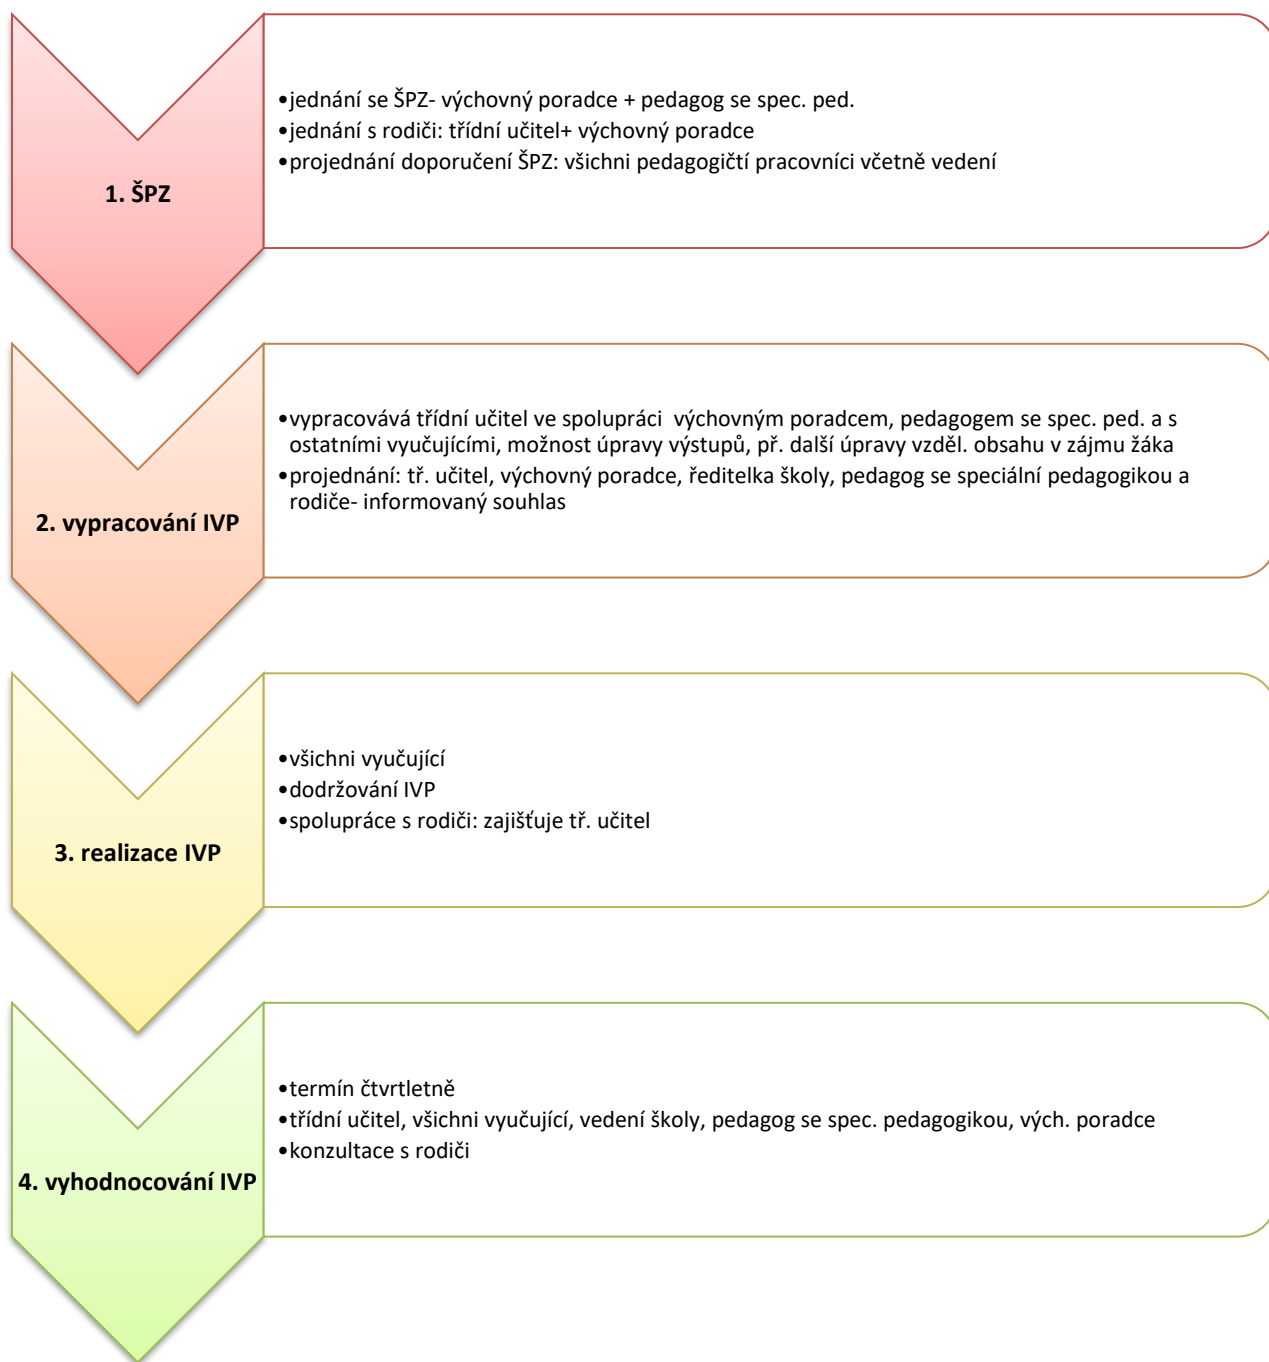 1. ŠPZ
•jednání se ŠPZ- výchovný poradce + pedagog se spec. ped.
•jednání s rodiči: třídní učitel+ výchovný poradce
•projednání doporučení ŠPZ: všichni pedagogičtí pracovníci včetně vedení
2. vypracování IVP
•vypracovává třídní učitel ve spolupráci  výchovným poradcem, pedagogem se spec. ped. a s
ostatními vyučujícími, možnost úpravy výstupů, př. další úpravy vzděl. obsahu v zájmu žáka
•projednání: tř. učitel, výchovný poradce, ředitelka školy, pedagog se speciální pedagogikou a
rodiče- informovaný souhlas
3. realizace IVP
•všichni vyučující
•dodržování IVP
•spolupráce s rodiči: zajišťuje tř. učitel
4. vyhodnocování IVP
•termín čtvrtletně
•třídní učitel, všichni vyučující, vedení školy, pedagog se spec. pedagogikou, vých. poradce
•konzultace s rodiči